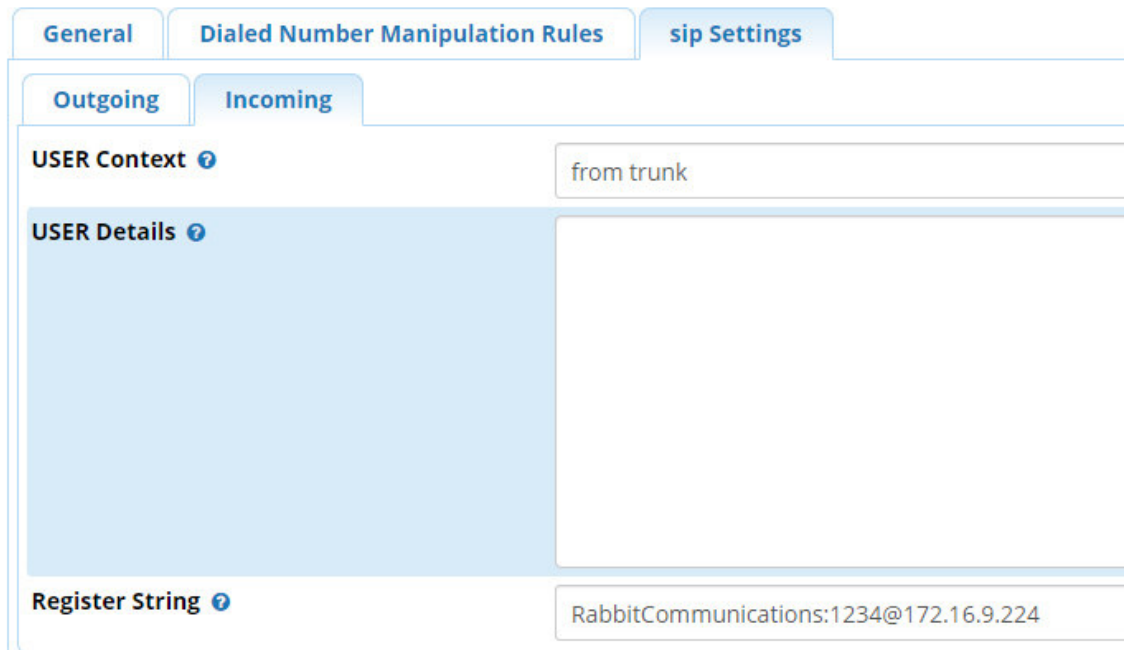 General Dialed Number Manipulation Rules sip Settings
Outgoing Incoming
USER Context
from trunk
USER Details
Register String
RabbitCommunications:1234@172.16.9.224